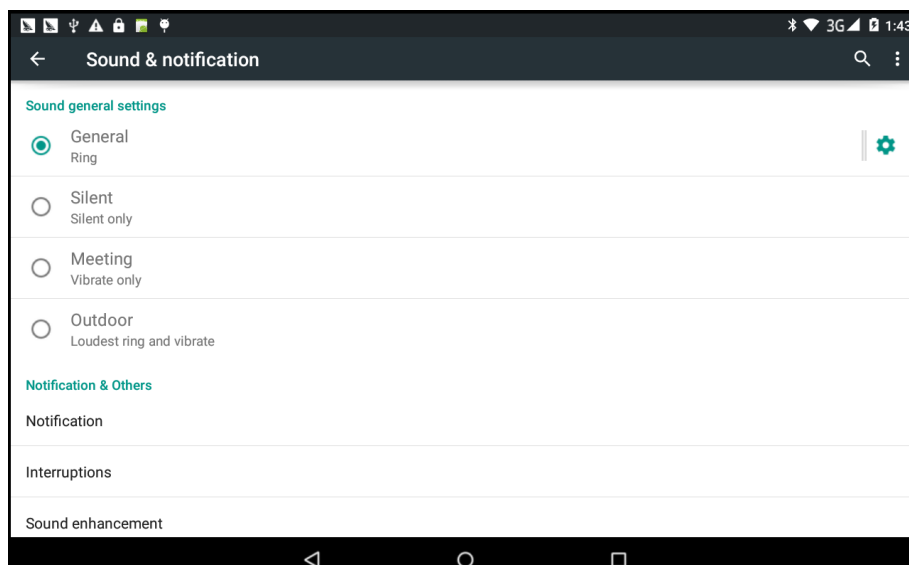 3G 1:43
Sound & notification
Sound general settings
General
Ring
Silent
Silent only
Meeting
Vibrate only
Outdoor
Loudest ring and vibrate
Notification & Others
Notification
Interruptions
Sound enhancement